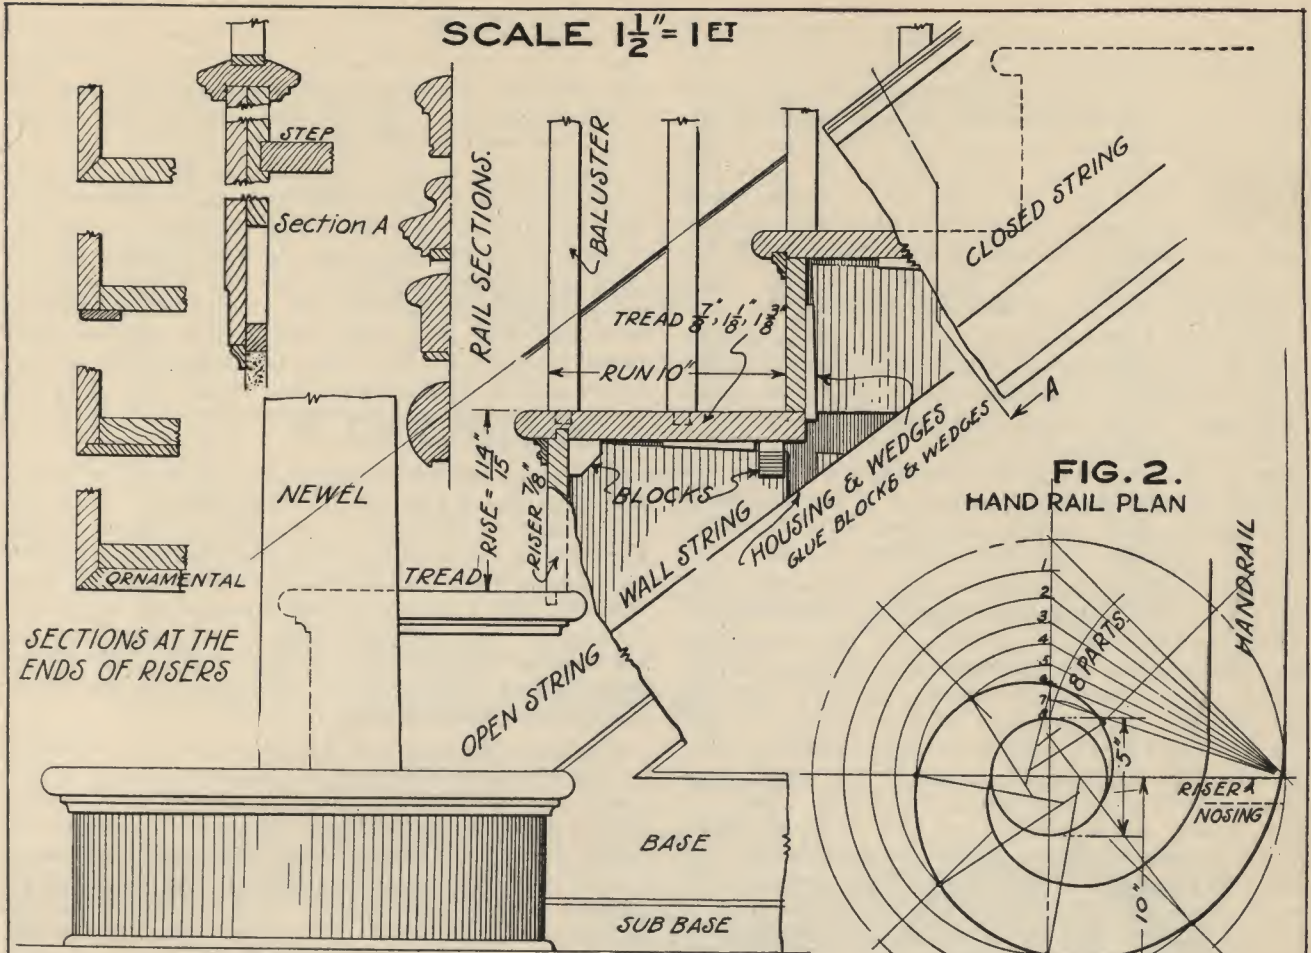 SCALE 1 1/2" = 1 FT
STEP
Section A
RAIL SECTIONS.
BALUSTER
CLOSED STRING
TREAD 7/8", 1 1/8", 1 3/8"
RUN 10"
A
RISE = 11 4/15"
RISER 7/8"
BLOCKS
HOUSING & WEDGES
GLUE BLOCKS & WEDGES
WALL STRING
NEWEL
ORNAMENTAL
TREAD
SECTIONS AT THE
ENDS OF RISERS
OPEN STRING
BASE
SUB BASE
FIG. 2.
HAND RAIL PLAN
HANDRAIL
1
2
3
4
5
6
7
8
8 PARTS.
5"
RISER
NOSING
10"